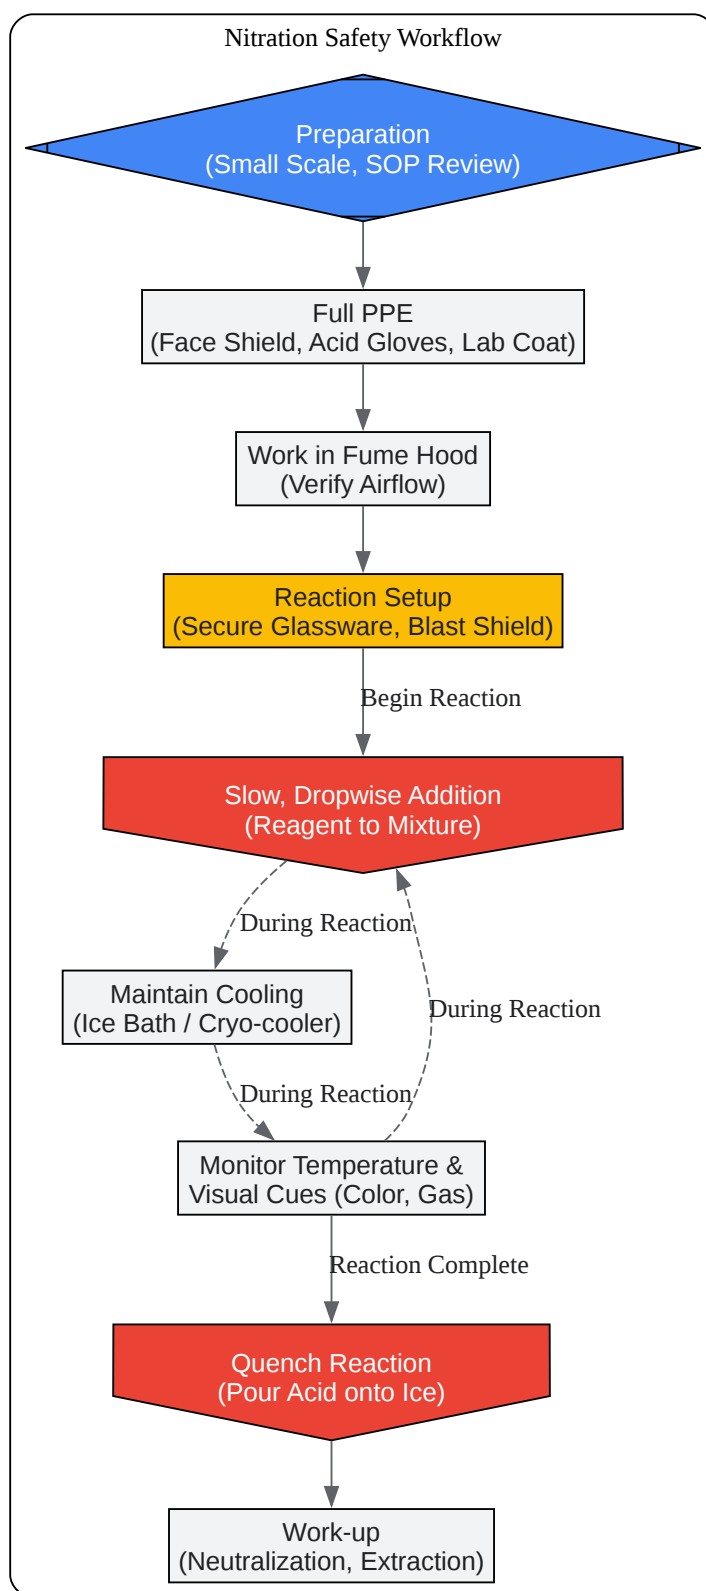 Nitration Safety Workflow
Preparation
(Small Scale, SOP Review)
Full PPE
(Face Shield, Acid Gloves, Lab Coat)
Work in Fume Hood
(Verify Airflow)
Reaction Setup
(Secure Glassware, Blast Shield)
Begin Reaction
Slow, Dropwise Addition
(Reagent to Mixture)
During Reaction
Maintain Cooling
(Ice Bath / Cryo-cooler)
During Reaction
During Reaction
Monitor Temperature &
Visual Cues (Color, Gas)
Reaction Complete
Quench Reaction
(Pour Acid onto Ice)
Work-up
(Neutralization, Extraction)